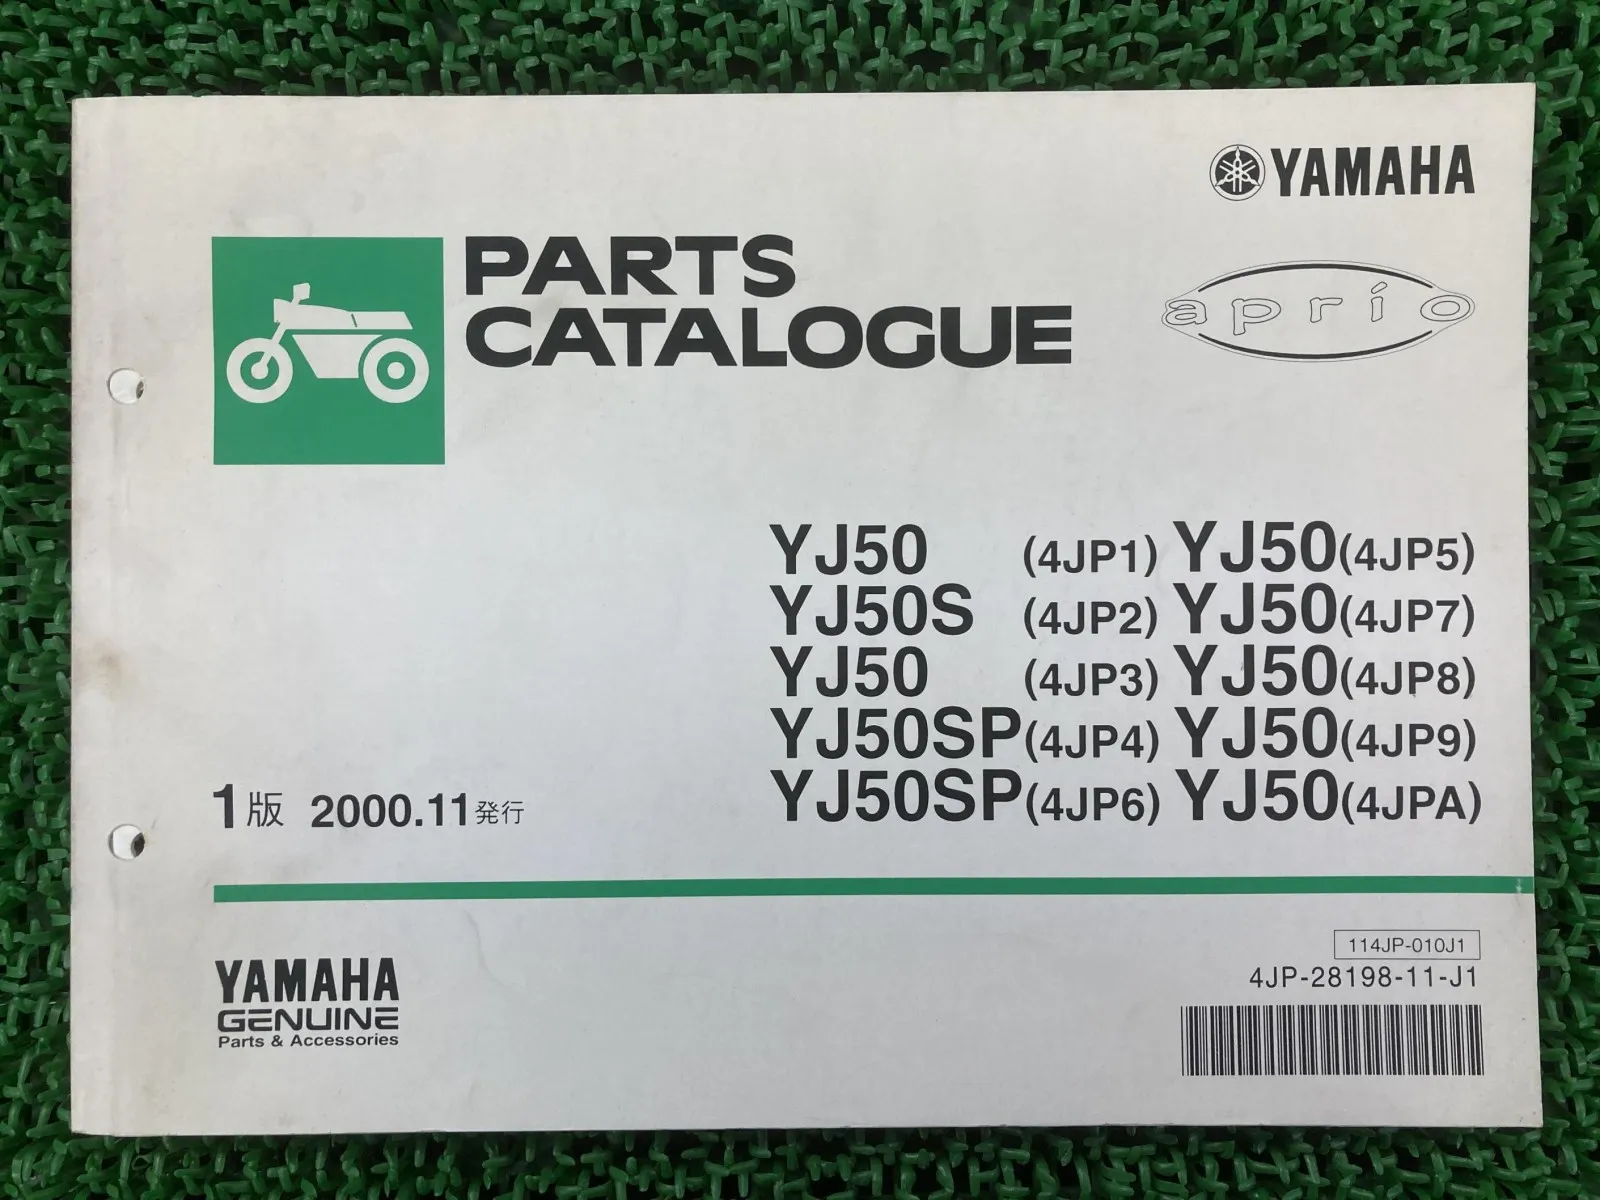 YAMAHA
PARTS
CATALOGUE
aprio
YJ50 (4JP1) YJ50(4JP5)
YJ50S (4JP2) YJ50(4JP7)
YJ50 (4JP3) YJ50(4JP8)
YJ50SP(4JP4) YJ50(4JP9)
YJ50SP(4JP6) YJ50(4JPA)
1版 2000.11発行
114JP-010J1
4JP-28198-11-J1
YAMAHA
GENUINE
Parts & Accessories